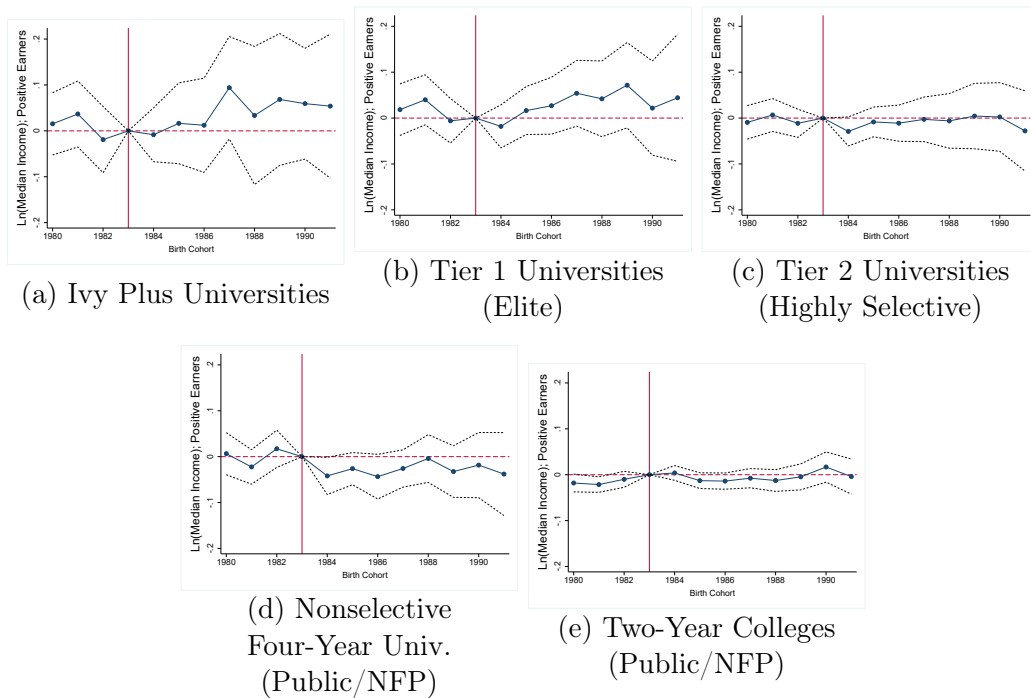 Ln(Median Income); Positive Earners
.2
.1
0
-.1
-.2
1980 1982 1984 1986 1988 1990
Birth Cohort
(a) Ivy Plus Universities
Ln(Median Income); Positive Earners
.2
.1
0
-.1
-.2
1980 1982 1984 1986 1988 1990
Birth Cohort
(b) Tier 1 Universities
(Elite)
Ln(Median Income); Positive Earners
.2
.1
0
-.1
-.2
1980 1982 1984 1986 1988 1990
Birth Cohort
(c) Tier 2 Universities
(Highly Selective)
Ln(Median Income); Positive Earners
.2
.1
0
-.1
-.2
1980 1982 1984 1986 1988 1990
Birth Cohort
(d) Nonselective
Four-Year Univ.
(Public/NFP)
Ln(Median Income); Positive Earners
.2
.1
0
-.1
-.2
1980 1982 1984 1986 1988 1990
Birth Cohort
(e) Two-Year Colleges
(Public/NFP)